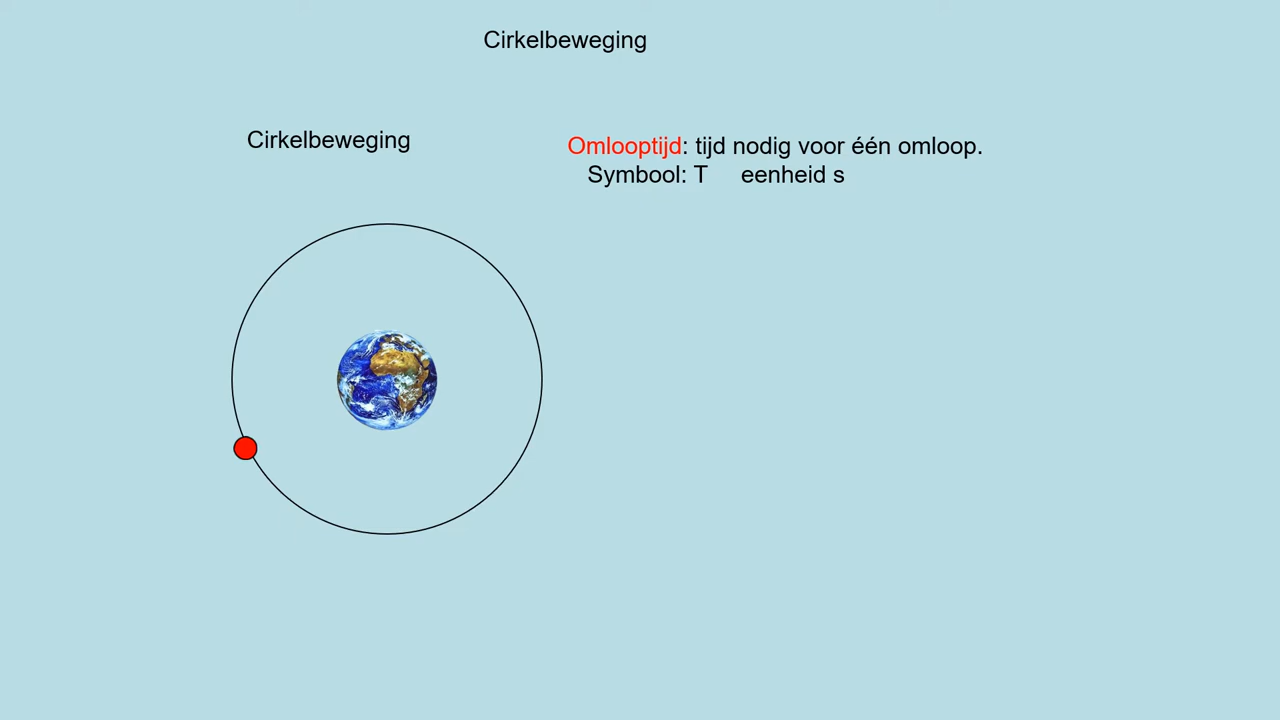 Cirkelbeweging
Cirkelbeweging
Omlooptijd: tijd nodig voor één omloop.
Symbool: T eenheid s